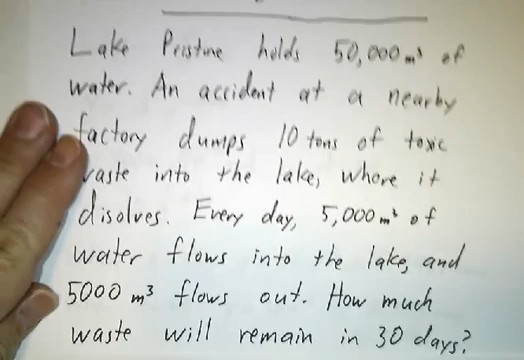 Lake Pristine holds 50,000 m³ of
water. An accident at a nearby
factory dumps 10 tons of toxic
waste into the lake, where it
disolves. Every day, 5,000 m³ of
water flows into the lake, and
5000 m³ flows out. How much
waste will remain in 30 days?